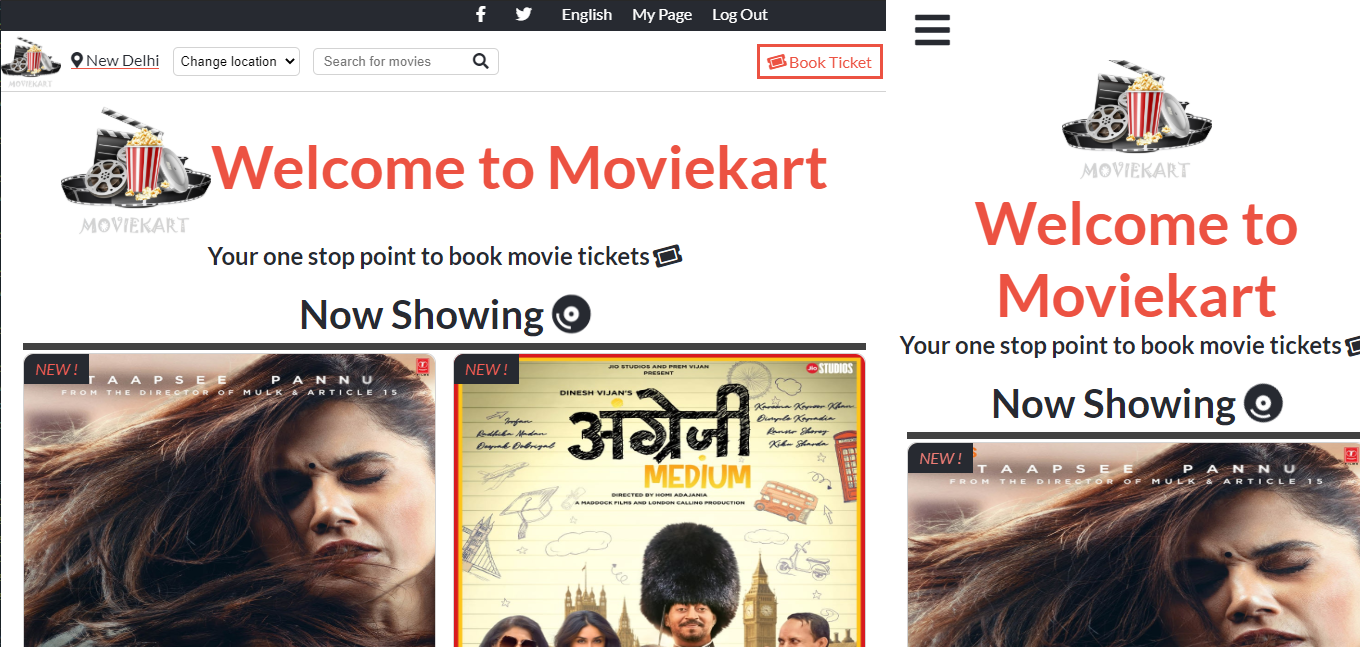 English My Page Log Out
MOVIEKART
New Delhi
Change location
Search for movies
Book Ticket
MOVIEKART
Welcome to Moviekart
Your one stop point to book movie tickets
Now Showing
NEW !
TAAPSEE PANNU
FROM THE DIRECTOR OF MULK & ARTICLE 15
NEW !
JIO STUDIOS AND PREM VIJAN
PRESENT
Jio STUDIOS
DINESH VIJAN'S
अंग्रेज़ी
MEDIUM
Irrfan
Radhika Madan
Deepak Dobriyal
Kareena Kapoor Khan
Dimple Kapadia
Ranvir Shorey
Kiku Sharda
DIRECTED BY HOMI ADAJANIA
A MADDOCK FILMS AND LONDON CALLING PRODUCTION
MOVIEKART
Welcome to
Moviekart
Your one stop point to book movie tickets
Now Showing
NEW !
TAAPSEE PANNU
FROM THE DIRECTOR OF MULK & ARTICLE 15